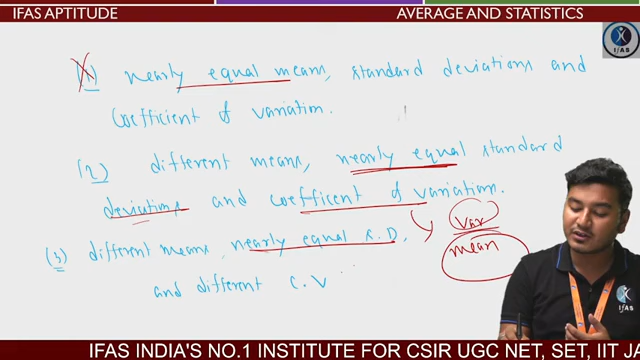 IFAS APTITUDE
AVERAGE AND STATISTICS
iFAS
(1) nearly equal means, standard deviations and
coefficient of variation.
(2) different means, nearly equal standard
deviations and coefficent of variation.
(3) different means, nearly equal S.D,
and different C.V
Var
mean
IFAS INDIA'S NO.1 INSTITUTE FOR CSIR UGC NET, SET, IIT JA